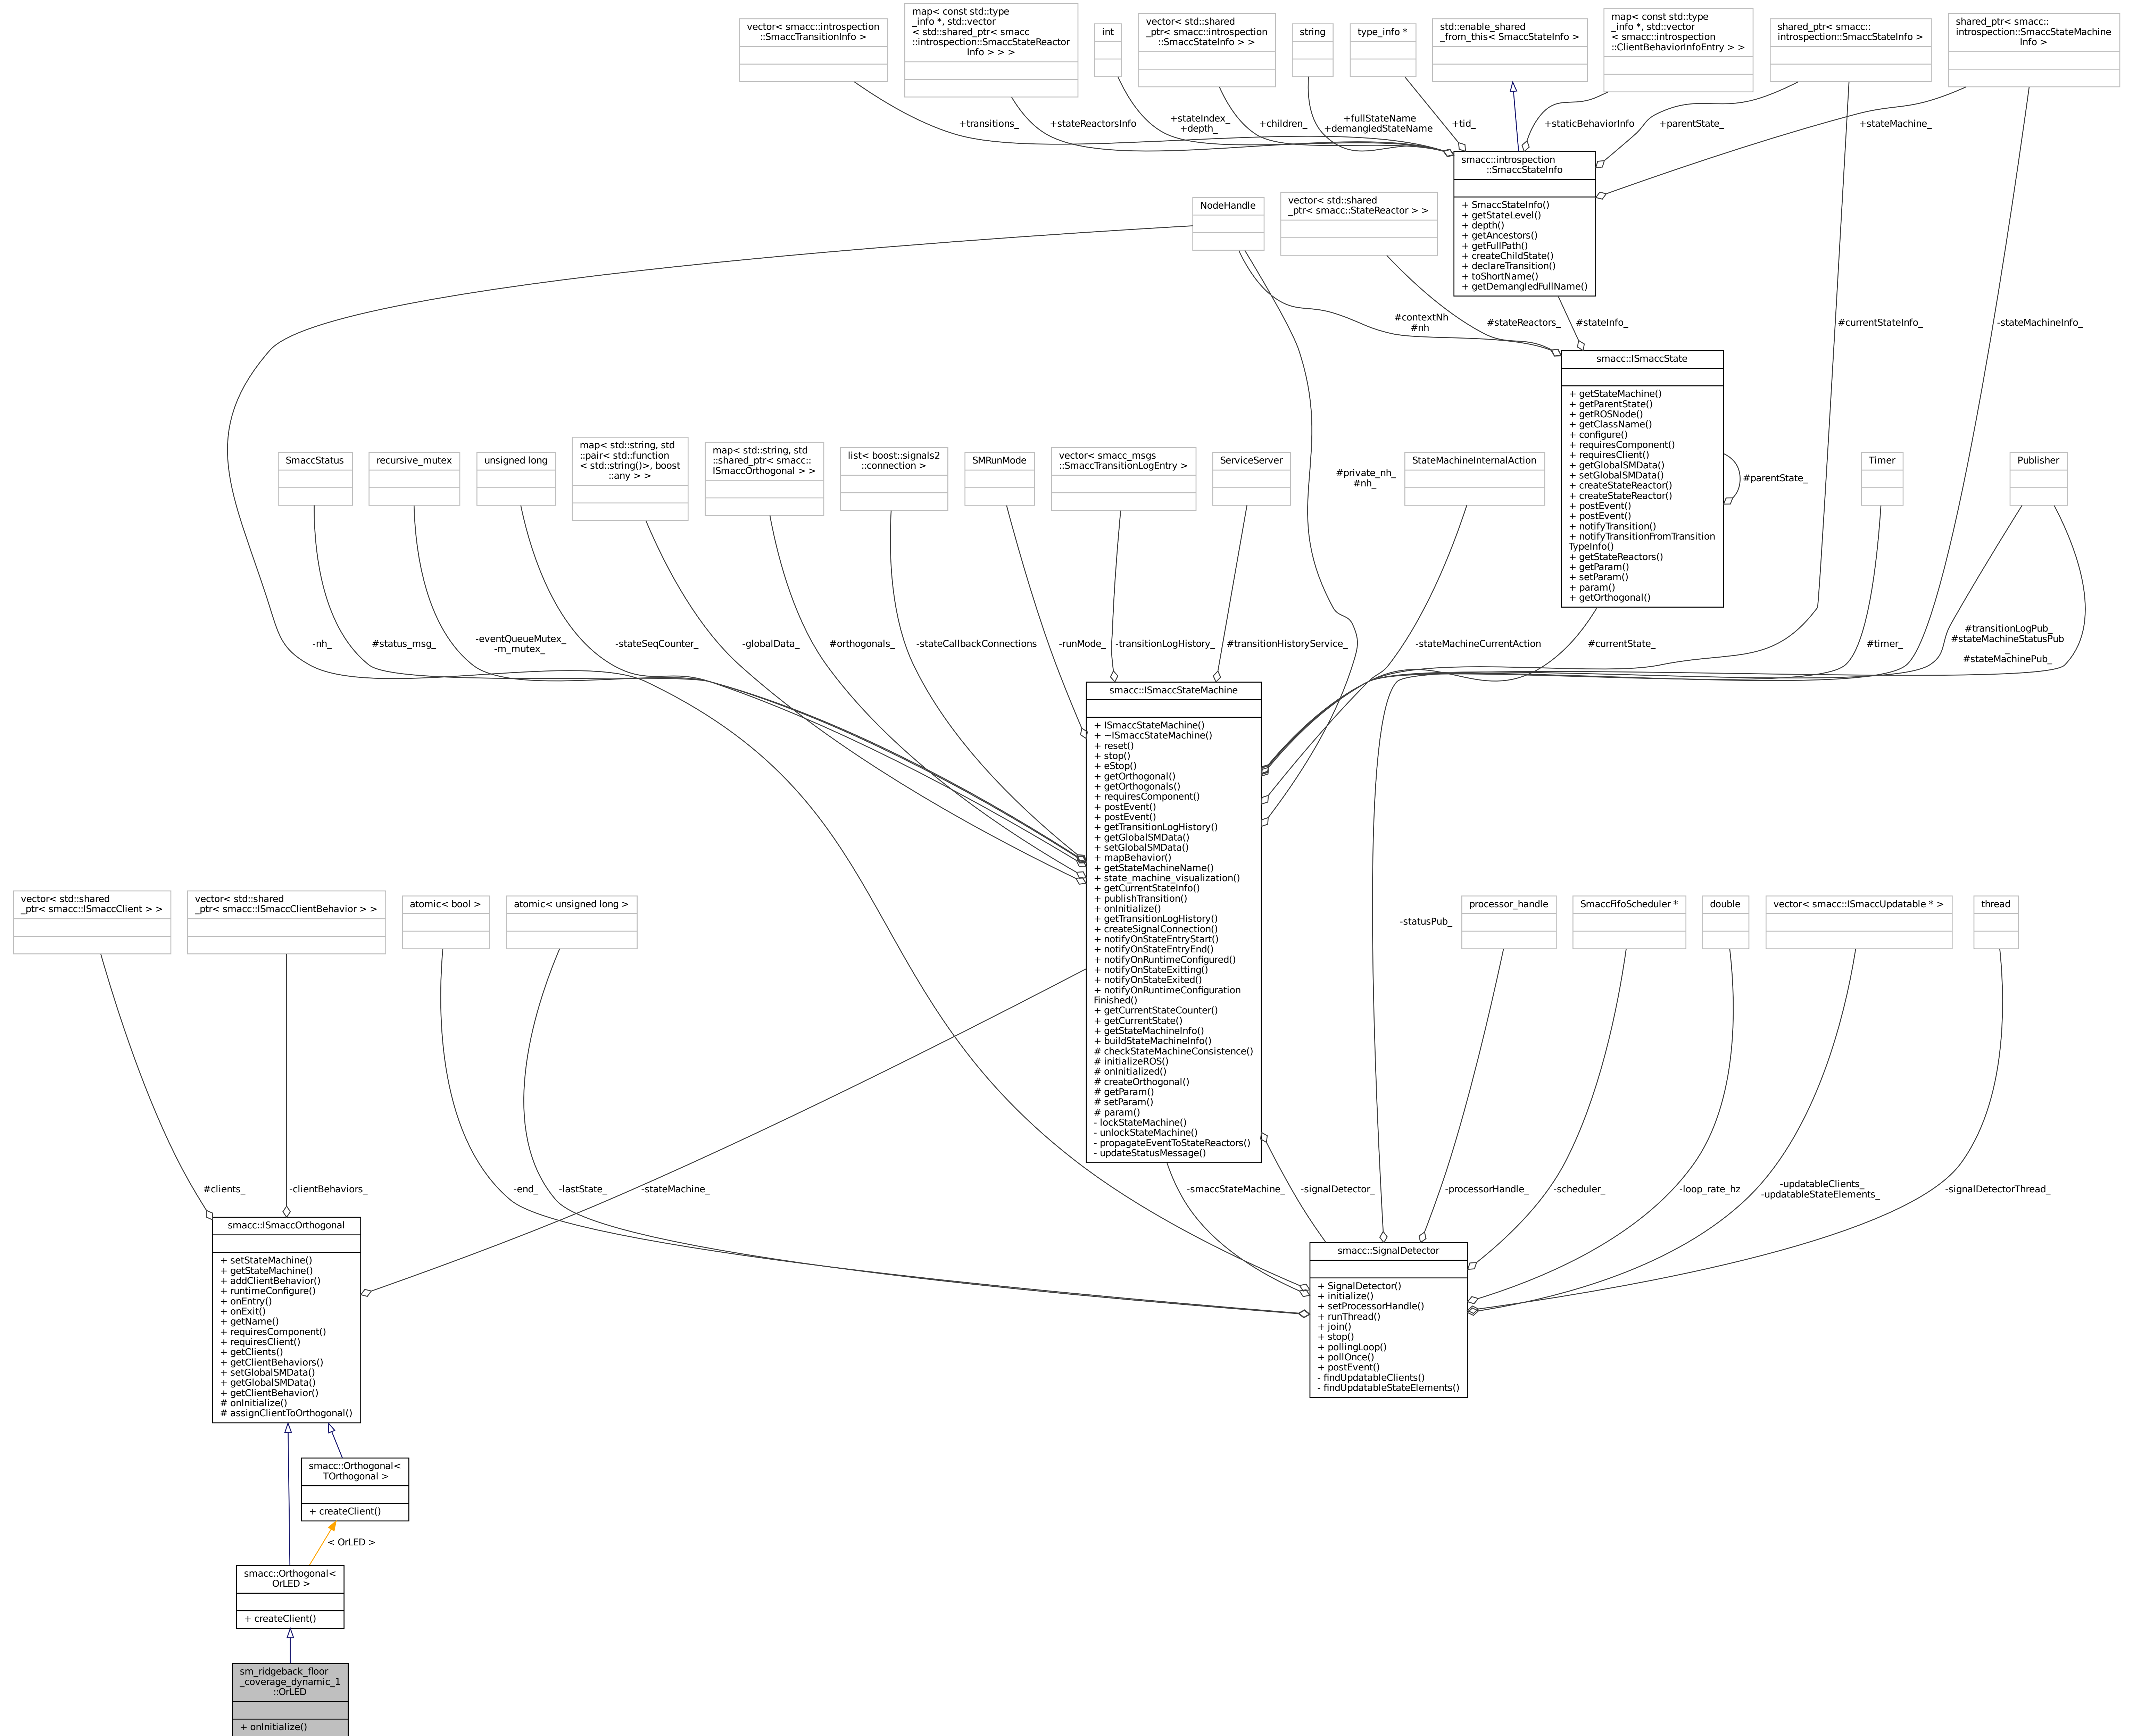 vector< smacc::introspection
::SmaccTransitionInfo >
map< const std::type
_info *, std::vector
< std::shared_ptr< smacc
::introspection::SmaccStateReactor
Info > > >
int
vector< std::shared
_ptr< smacc::introspection
::SmaccStateInfo > >
string
type_info *
std::enable_shared
_from_this< SmaccStateInfo >
map< const std::type
_info *, std::vector
< smacc::introspection
::ClientBehaviorInfoEntry > >
shared_ptr< smacc::
introspection::SmaccStateInfo >
shared_ptr< smacc::
introspection::SmaccStateMachine
Info >
+transitions_
+stateReactorsInfo
+stateIndex_
+depth_
+children_
+fullStateName
+demangledStateName
+tid_
+staticBehaviorInfo
+parentState_
+stateMachine_
smacc::introspection
::SmaccStateInfo
+ SmaccStateInfo()
+ getStateLevel()
+ depth()
+ getAncestors()
+ getFullPath()
+ createChildState()
+ declareTransition()
+ toShortName()
+ getDemangledFullName()
NodeHandle
vector< std::shared
_ptr< smacc::StateReactor > >
#contextNh
#nh
#stateReactors_
#stateInfo_
#currentStateInfo_
-stateMachineInfo_
smacc::ISmaccState
+ getStateMachine()
+ getParentState()
+ getROSNode()
+ getClassName()
+ configure()
+ requiresComponent()
+ requiresClient()
+ getGlobalSMData()
+ setGlobalSMData()
+ createStateReactor()
+ createStateReactor()
+ postEvent()
+ postEvent()
+ notifyTransition()
+ notifyTransitionFromTransition
TypeInfo()
+ getStateReactors()
+ getParam()
+ setParam()
+ param()
+ getOrthogonal()
#parentState_
SmaccStatus
recursive_mutex
unsigned long
map< std::string, std
::pair< std::function
< std::string()>, boost
::any > >
map< std::string, std
::shared_ptr< smacc::
ISmaccOrthogonal > >
list< boost::signals2
::connection >
SMRunMode
vector< smacc_msgs
::SmaccTransitionLogEntry >
ServiceServer
#private_nh_
#nh_
StateMachineInternalAction
Timer
Publisher
-nh_
#status_msg_
-eventQueueMutex_
-m_mutex_
-stateSeqCounter_
-globalData_
#orthogonals_
-stateCallbackConnections
-runMode_
-transitionLogHistory_
#transitionHistoryService_
-stateMachineCurrentAction
#currentState_
#timer_
#transitionLogPub_
#stateMachineStatusPub
_
#stateMachinePub_
smacc::ISmaccStateMachine
+ ISmaccStateMachine()
+ ~ISmaccStateMachine()
+ reset()
+ stop()
+ eStop()
+ getOrthogonal()
+ getOrthogonals()
+ requiresComponent()
+ postEvent()
+ postEvent()
+ getTransitionLogHistory()
+ getGlobalSMData()
+ setGlobalSMData()
+ mapBehavior()
+ getStateMachineName()
+ state_machine_visualization()
+ getCurrentStateInfo()
+ publishTransition()
+ onInitialize()
+ getTransitionLogHistory()
+ createSignalConnection()
+ notifyOnStateEntryStart()
+ notifyOnStateEntryEnd()
+ notifyOnRuntimeConfigured()
+ notifyOnStateExitting()
+ notifyOnStateExited()
+ notifyOnRuntimeConfiguration
Finished()
+ getCurrentStateCounter()
+ getCurrentState()
+ getStateMachineInfo()
+ buildStateMachineInfo()
# checkStateMachineConsistence()
# initializeROS()
# onInitialized()
# createOrthogonal()
# getParam()
# setParam()
# param()
- lockStateMachine()
- unlockStateMachine()
- propagateEventToStateReactors()
- updateStatusMessage()
vector< std::shared
_ptr< smacc::ISmaccClient > >
vector< std::shared
_ptr< smacc::ISmaccClientBehavior > >
atomic< bool >
atomic< unsigned long >
-statusPub_
processor_handle
SmaccFifoScheduler *
double
vector< smacc::ISmaccUpdatable * >
thread
#clients_
-clientBehaviors_
-end_
-lastState_
-stateMachine_
-smaccStateMachine_
-signalDetector_
-processorHandle_
-scheduler_
-loop_rate_hz
-updatableClients_
-updatableStateElements_
-signalDetectorThread_
smacc::ISmaccOrthogonal
+ setStateMachine()
+ getStateMachine()
+ addClientBehavior()
+ runtimeConfigure()
+ onEntry()
+ onExit()
+ getName()
+ requiresComponent()
+ requiresClient()
+ getClients()
+ getClientBehaviors()
+ setGlobalSMData()
+ getGlobalSMData()
+ getClientBehavior()
# onInitialize()
# assignClientToOrthogonal()
smacc::SignalDetector
+ SignalDetector()
+ initialize()
+ setProcessorHandle()
+ runThread()
+ join()
+ stop()
+ pollingLoop()
+ pollOnce()
+ postEvent()
- findUpdatableClients()
- findUpdatableStateElements()
smacc::Orthogonal<
TOrthogonal >
+ createClient()
< OrLED >
smacc::Orthogonal<
OrLED >
+ createClient()
sm_ridgeback_floor
_coverage_dynamic_1
::OrLED
+ onInitialize()